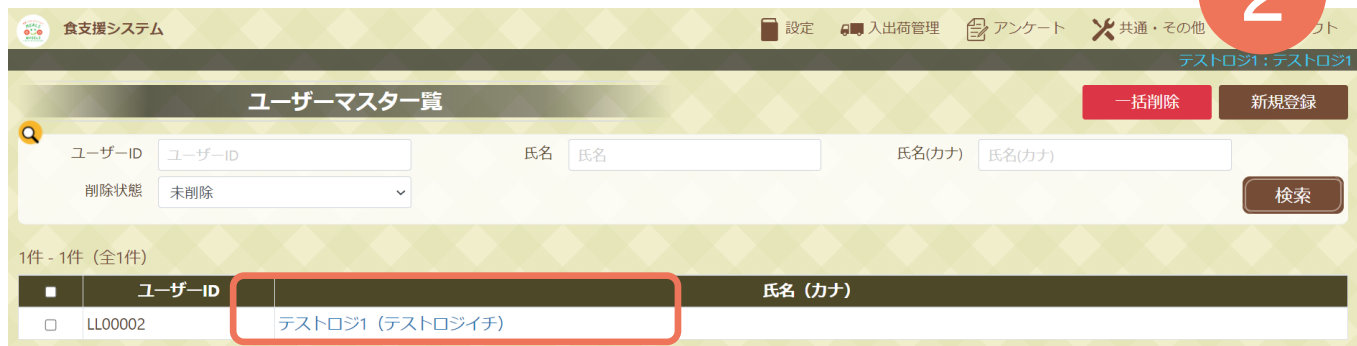 2
食支援システム
設定
入出荷管理
アンケート
共通・その他
ウト
テストロジ1 : テストロジ1
ユーザーマスター覧
一括削除
新規登録
ユーザーID
ユーザーID
氏名
氏名
氏名(カナ)
氏名(カナ)
削除状態
未削除
検索
1件 - 1件（全1件）
ユーザーID
氏名（カナ）
LL00002
テストロジ1（テストロジイチ）